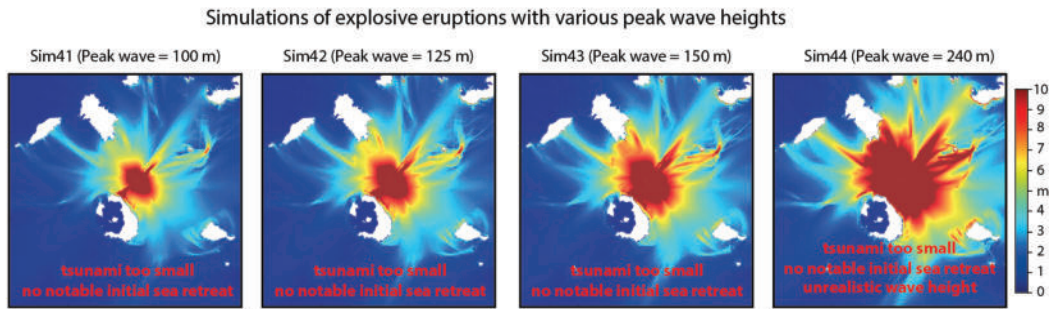 Simulations of explosive eruptions with various peak wave heights
Sim41 (Peak wave = 100 m)
Sim42 (Peak wave = 125 m)
Sim43 (Peak wave = 150 m)
Sim44 (Peak wave = 240 m)
tsunami too small
no notable initial sea retreat
tsunami too small
no notable initial sea retreat
tsunami too small
no notable initial sea retreat
tsunami too small
no notable initial sea retreat
unrealistic wave height
10
9
8
7
6
5
m
4
3
2
1
0